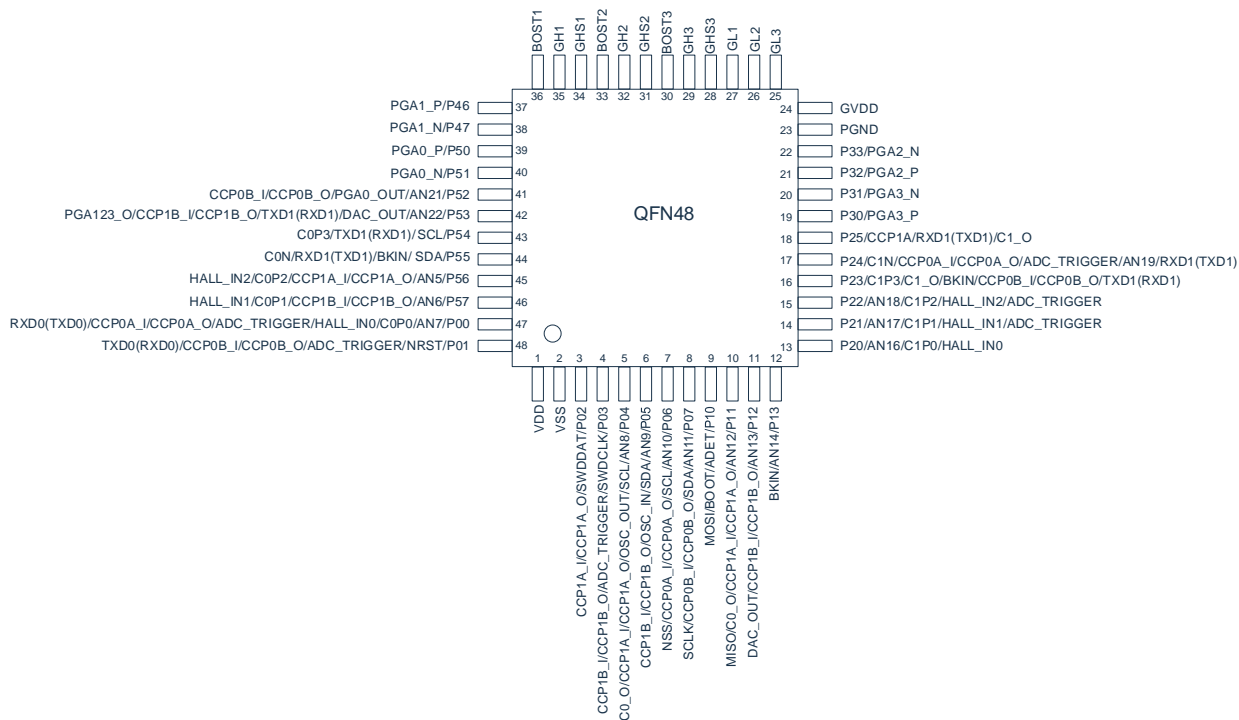 BOST1
GH1
GHS1
BOST2
GH2
GHS2
BOST3
GH3
GHS3
GL1
GL2
GL3
36
35
34
33
32
31
30
29
28
27
26
25
PGA1_P/P46
37
PGA1_N/P47
38
PGA0_P/P50
39
PGA0_N/P51
40
CCP0B_I/CCP0B_O/PGA0_OUT/AN21/P52
41
PGA123_O/CCP1B_I/CCP1B_O/TXD1(RXD1)/DAC_OUT/AN22/P53
42
C0P3/TXD1(RXD1)/SCL/P54
43
C0N/RXD1(TXD1)/BKIN/ SDA/P55
44
HALL_IN2/C0P2/CCP1A_I/CCP1A_O/AN5/P56
45
HALL_IN1/C0P1/CCP1B_I/CCP1B_O/AN6/P57
46
RXD0(TXD0)/CCP0A_I/CCP0A_O/ADC_TRIGGER/HALL_IN0/C0P0/AN7/P00
47
TXD0(RXD0)/CCP0B_I/CCP0B_O/ADC_TRIGGER/NRST/P01
48
QFN48
24
GVDD
23
PGND
22
P33/PGA2_N
21
P32/PGA2_P
20
P31/PGA3_N
19
P30/PGA3_P
18
P25/CCP1A/RXD1(TXD1)/C1_O
17
P24/C1N/CCP0A_I/CCP0A_O/ADC_TRIGGER/AN19/RXD1(TXD1)
16
P23/C1P3/C1_O/BKIN/CCP0B_I/CCP0B_O/TXD1(RXD1)
15
P22/AN18/C1P2/HALL_IN2/ADC_TRIGGER
14
P21/AN17/C1P1/HALL_IN1/ADC_TRIGGER
13
P20/AN16/C1P0/HALL_IN0
1
2
3
4
5
6
7
8
9
10
11
12
VDD
VSS
CCP1A_I/CCP1A_O/SWDDAT/P02
CCP1B_I/CCP1B_O/ADC_TRIGGER/SWDCLK/P03
C0_O/CCP1A_I/CCP1A_O/OSC_OUT/SCL/AN8/P04
CCP1B_I/CCP1B_O/OSC_IN/SDA/AN9/P05
NSS/CCP0A_I/CCP0A_O/SCL/AN10/P06
SCLK/CCP0B_I/CCP0B_O/SDA/AN11/P07
MOSI/BOOT/ADET/P10
MISO/C0_O/CCP1A_I/CCP1A_O/AN12/P11
DAC_OUT/CCP1B_I/CCP1B_O/AN13/P12
BKIN/AN14/P13